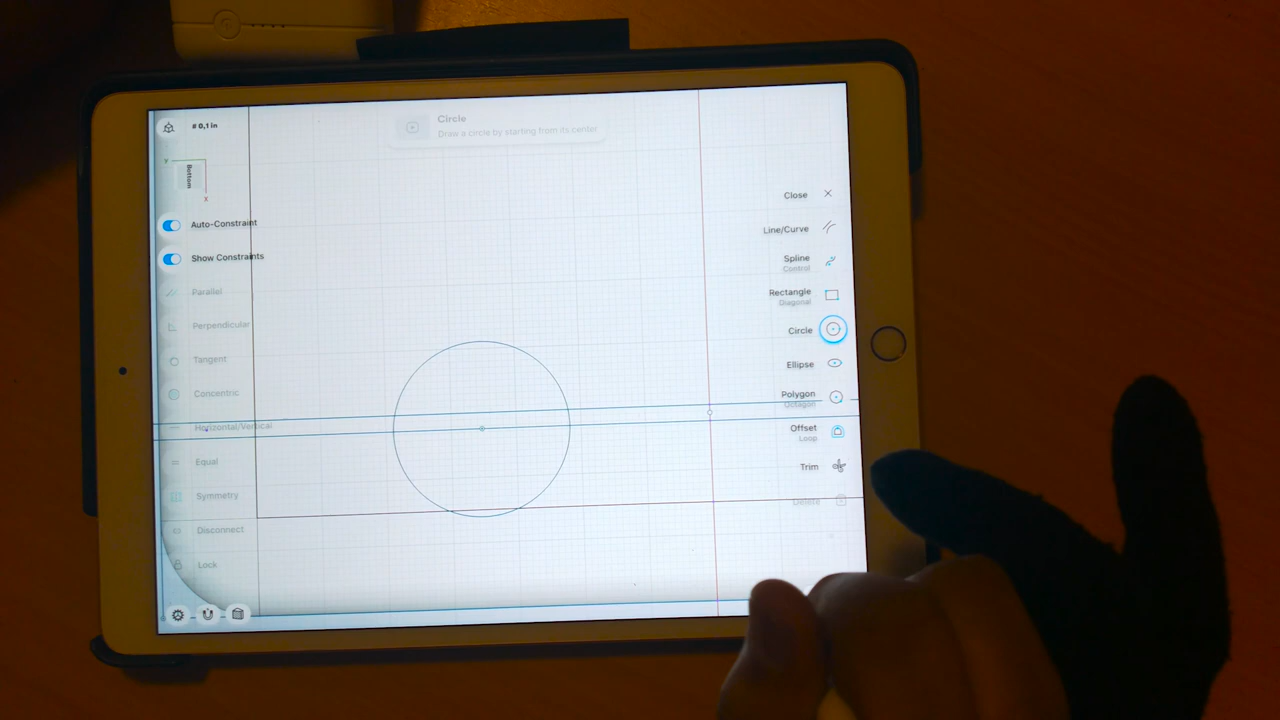 # 0,1 in
Circle
Draw a circle by starting from its center
y
Bottom
x
Auto-Constraint
Show Constraints
Parallel
Perpendicular
Tangent
Concentric
Horizontal/Vertical
Equal
Symmetry
Disconnect
Lock
Close
Line/Curve
Spline
Control
Rectangle
Diagonal
Circle
Ellipse
Polygon
Octagon
Offset
Loop
Trim
Delete